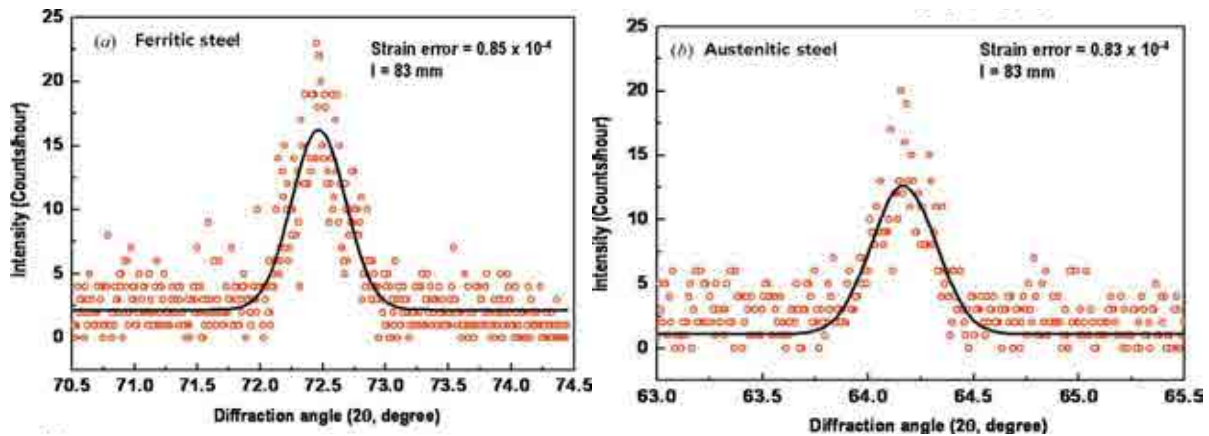 (a) Ferritic steel
Strain error = 0.85 x 10-4
l = 83 mm
Intensity (Counts/hour)
25
20
15
10
5
0
70.5 71.0 71.5 72.0 72.5 73.0 73.5 74.0 74.5
Diffraction angle (2θ, degree)
(b) Austenitic steel
Strain error = 0.83 x 10-4
l = 83 mm
Intensity (Counts/hour)
25
20
15
10
5
0
63.0 63.5 64.0 64.5 65.0 65.5
Diffraction angle (2θ, degree)